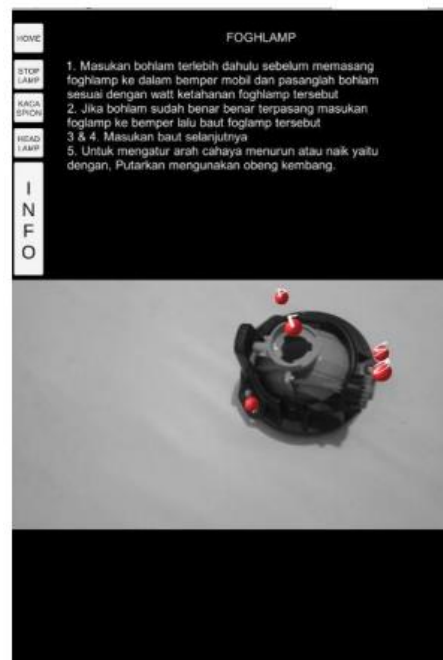 HOME
FOGHLAMP
STOP
LAMP
KACA
SPION
HEAD
LAMP
I
N
F
O
1. Masukan bohlam terlebih dahulu sebelum memasang
foghlamp ke dalam bemper mobil dan pasanglah bohlam
sesuai dengan watt ketahanan foghlamp tersebut
2. Jika bohlam sudah benar benar terpasang masukan
foglamp ke bemper lalu baut foglamp tersebut
3 & 4. Masukan baut selanjutnya
5. Untuk mengatur arah cahaya menurun atau naik yaitu
dengan, Putarkan mengunakan obeng kembang.